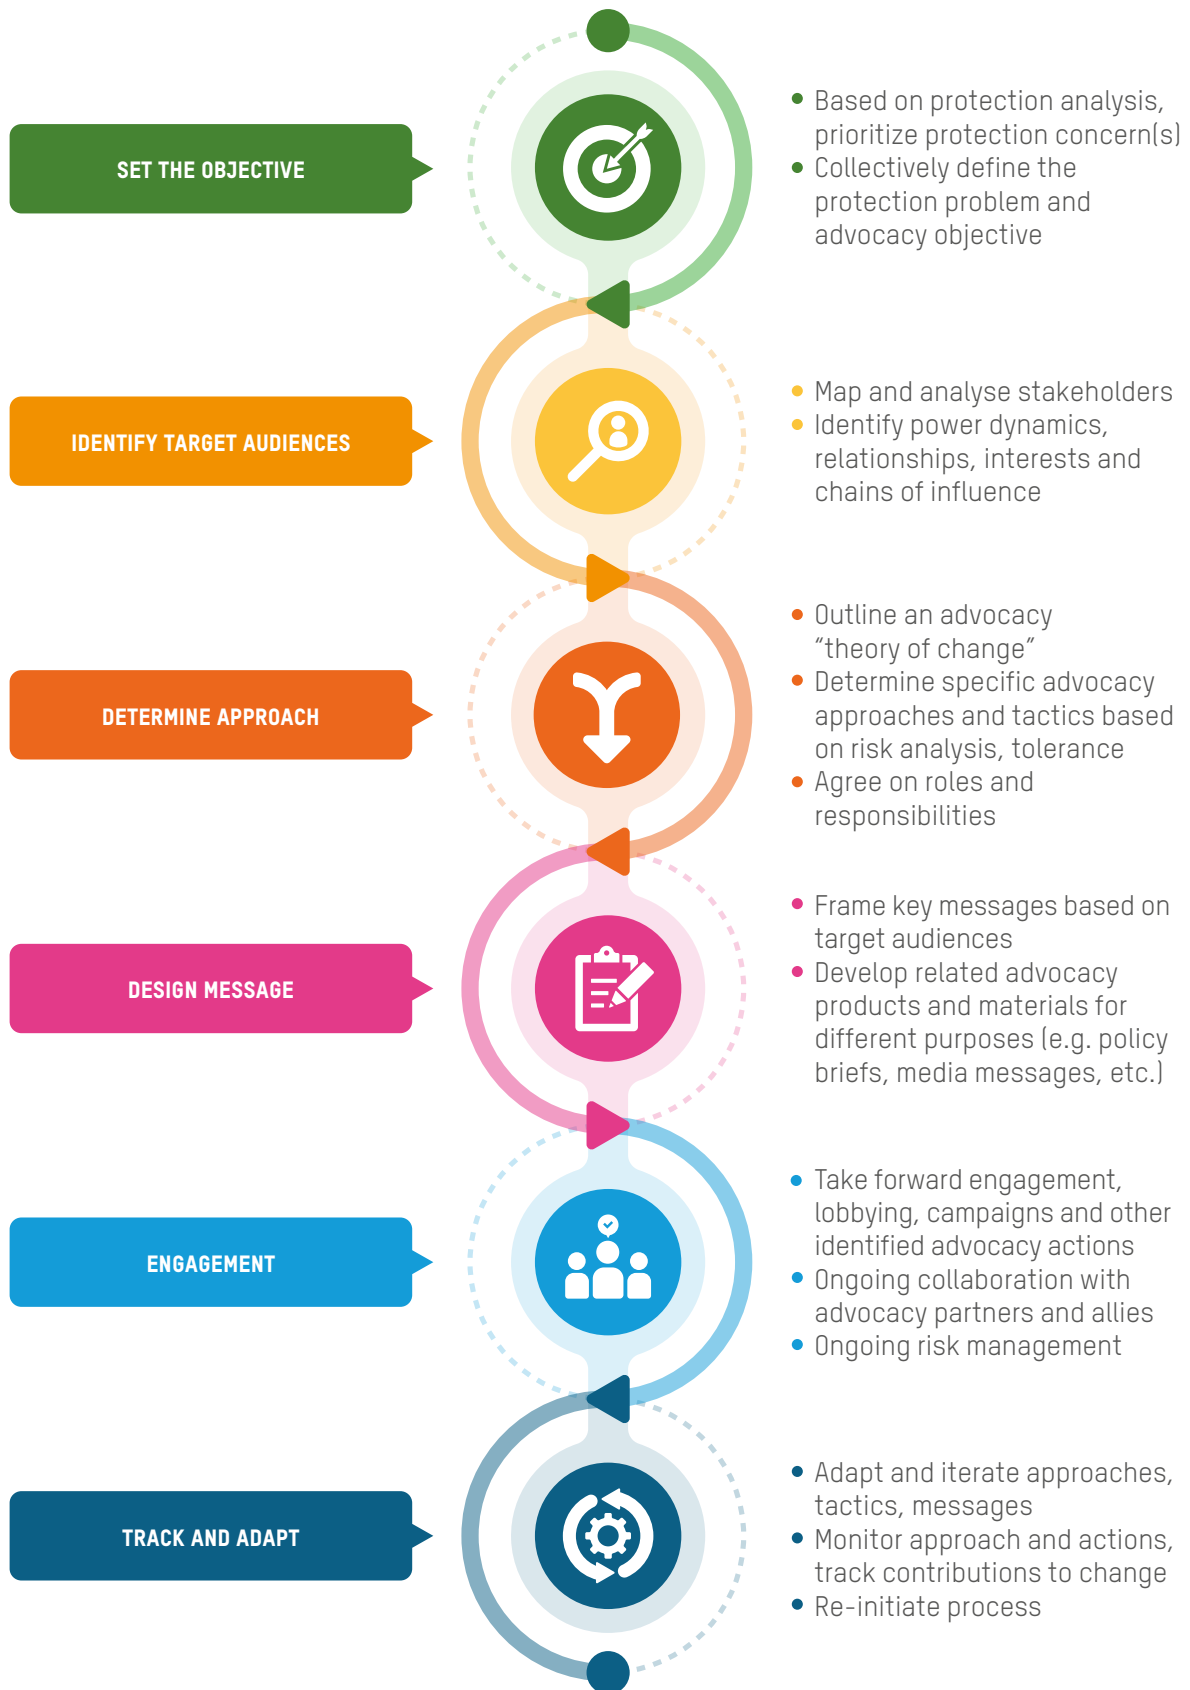 SET THE OBJECTIVE
Based on protection analysis,
prioritize protection concern(s)
Collectively define the
protection problem and
advocacy objective
IDENTIFY TARGET AUDIENCES
Map and analyse stakeholders
Identify power dynamics,
relationships, interests and
chains of influence
DETERMINE APPROACH
Outline an advocacy
“theory of change”
Determine specific advocacy
approaches and tactics based
on risk analysis, tolerance
Agree on roles and
responsibilities
DESIGN MESSAGE
Frame key messages based on
target audiences
Develop related advocacy
products and materials for
different purposes (e.g. policy
briefs, media messages, etc.)
ENGAGEMENT
Take forward engagement,
lobbying, campaigns and other
identified advocacy actions
Ongoing collaboration with
advocacy partners and allies
Ongoing risk management
TRACK AND ADAPT
Adapt and iterate approaches,
tactics, messages
Monitor approach and actions,
track contributions to change
Re-initiate process